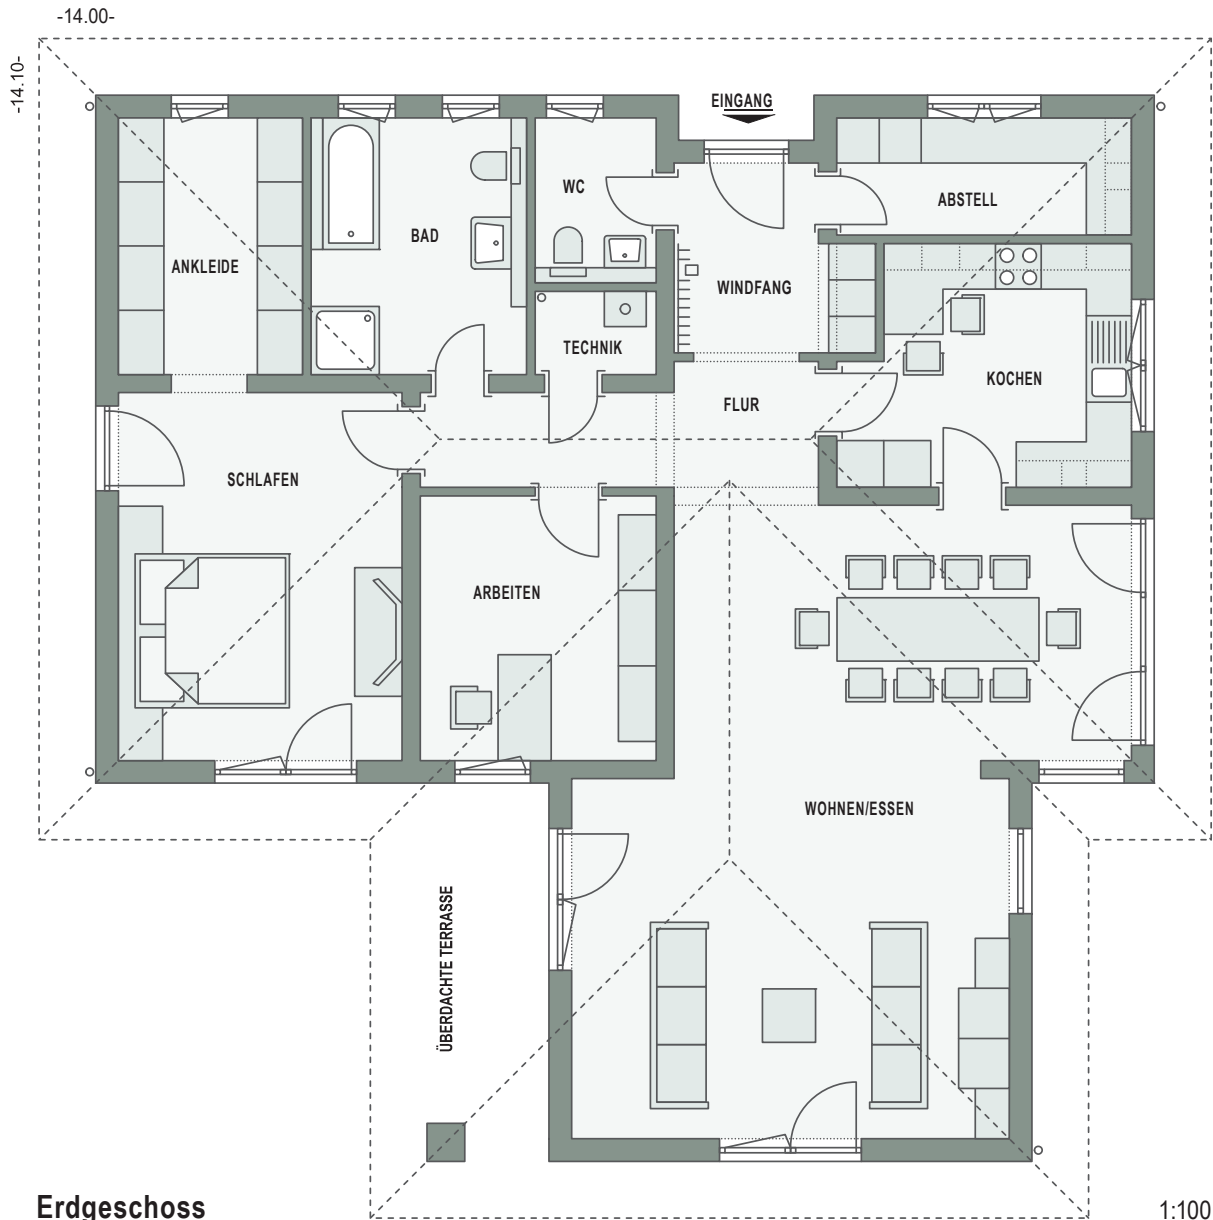 -14.00-
-14.10-
EINGANG
WC
ABSTELL
BAD
ANKLEIDE
WINDFANG
TECHNIK
KOCHEN
FLUR
SCHLAFEN
ARBEITEN
WOHNEN/ESSEN
ÜBERDACHTE TERRASSE
Erdgeschoss
1:100